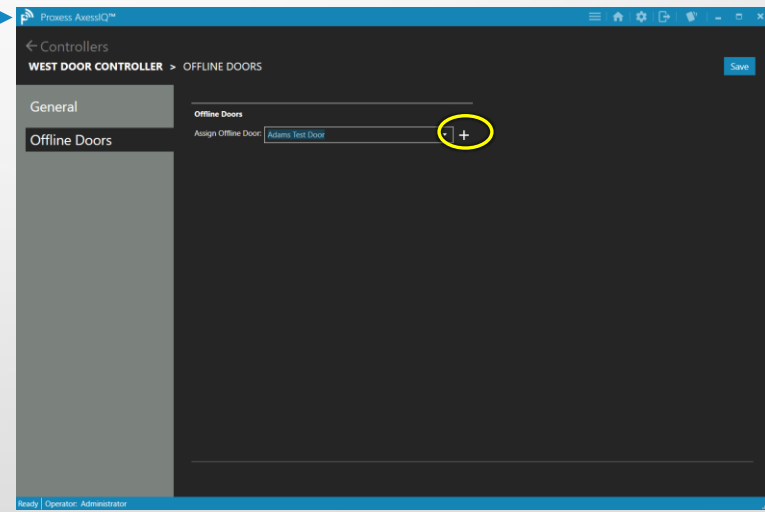 Proxess AxessIQ™
Controllers
WEST DOOR CONTROLLER > OFFLINE DOORS
Save
General
Offline Doors
Offline Doors
Assign Offline Door: Adams Test Door
Ready Operator: Administrator